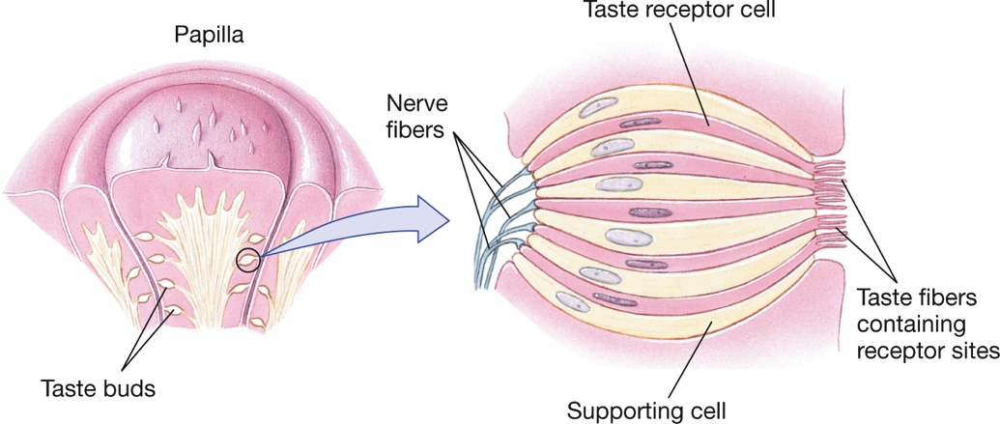 Papilla
Taste buds
Taste receptor cell
Nerve
fibers
Taste fibers
containing
receptor sites
Supporting cell